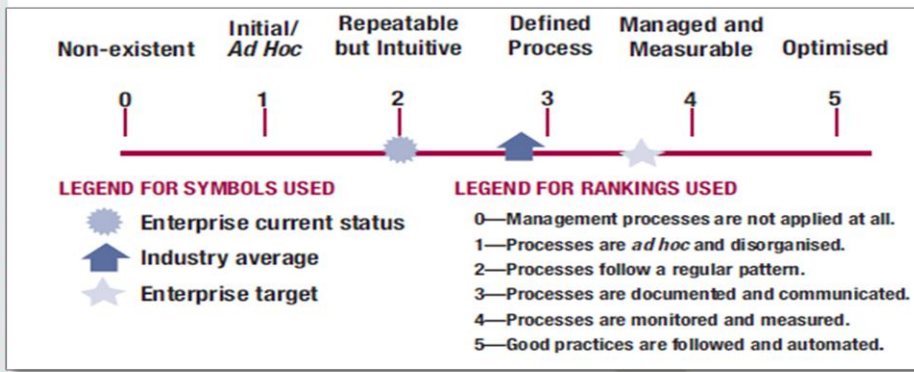 Non-existent
Initial/
Ad Hoc
Repeatable
but Intuitive
Defined
Process
Managed and
Measurable
Optimised
0 1 2 3 4 5
LEGEND FOR SYMBOLS USED
Enterprise current status
Industry average
Enterprise target
LEGEND FOR RANKINGS USED
0—Management processes are not applied at all.
1—Processes are ad hoc and disorganised.
2—Processes follow a regular pattern.
3—Processes are documented and communicated.
4—Processes are monitored and measured.
5—Good practices are followed and automated.